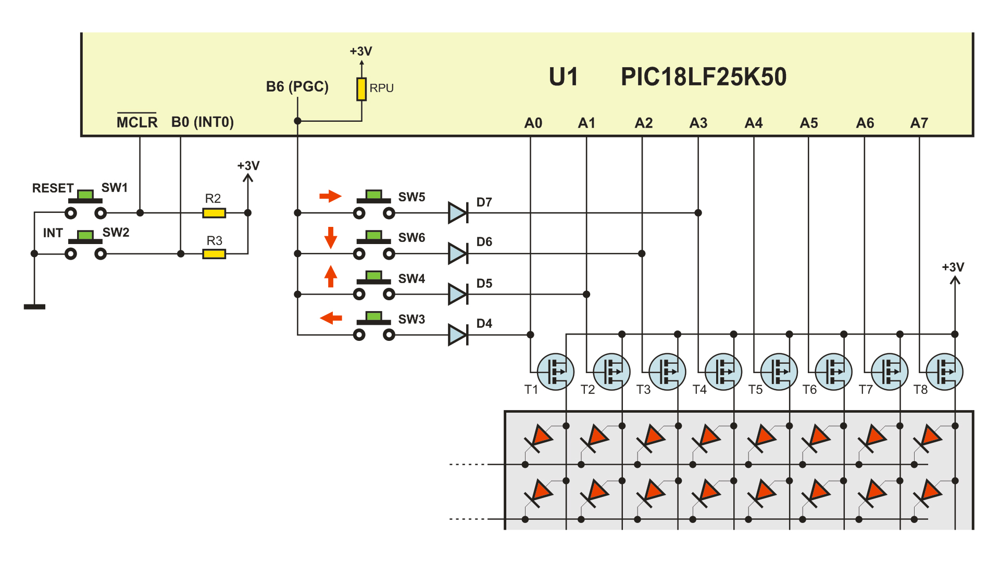 +3V
U1 PIC18LF25K50
B6 (PGC)
RPU
MCLR B0 (INT0)
A0 A1 A2 A3 A4 A5 A6 A7
+3V
RESET SW1
R2
SW5
D7
INT SW2
R3
SW6
D6
SW4
D5
+3V
SW3
D4
T1 T2 T3 T4 T5 T6 T7 T8